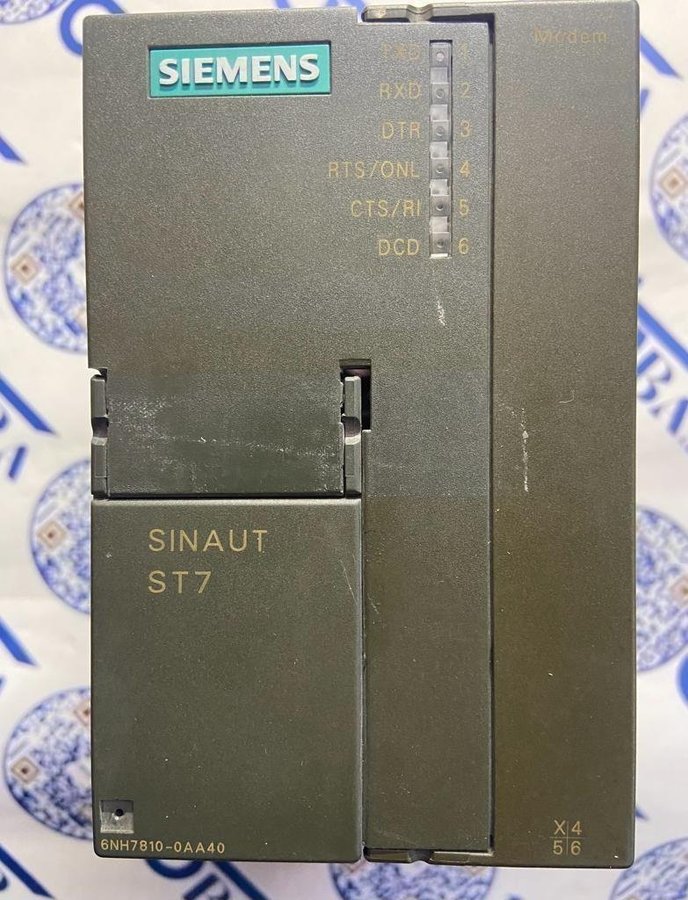 SIEMENS
Modem
TXD 1
RXD 2
DTR 3
RTS/ONL 4
CTS/RI 5
DCD 6
SINAUT
ST7
6NH7810-0AA40
X 4
5 6